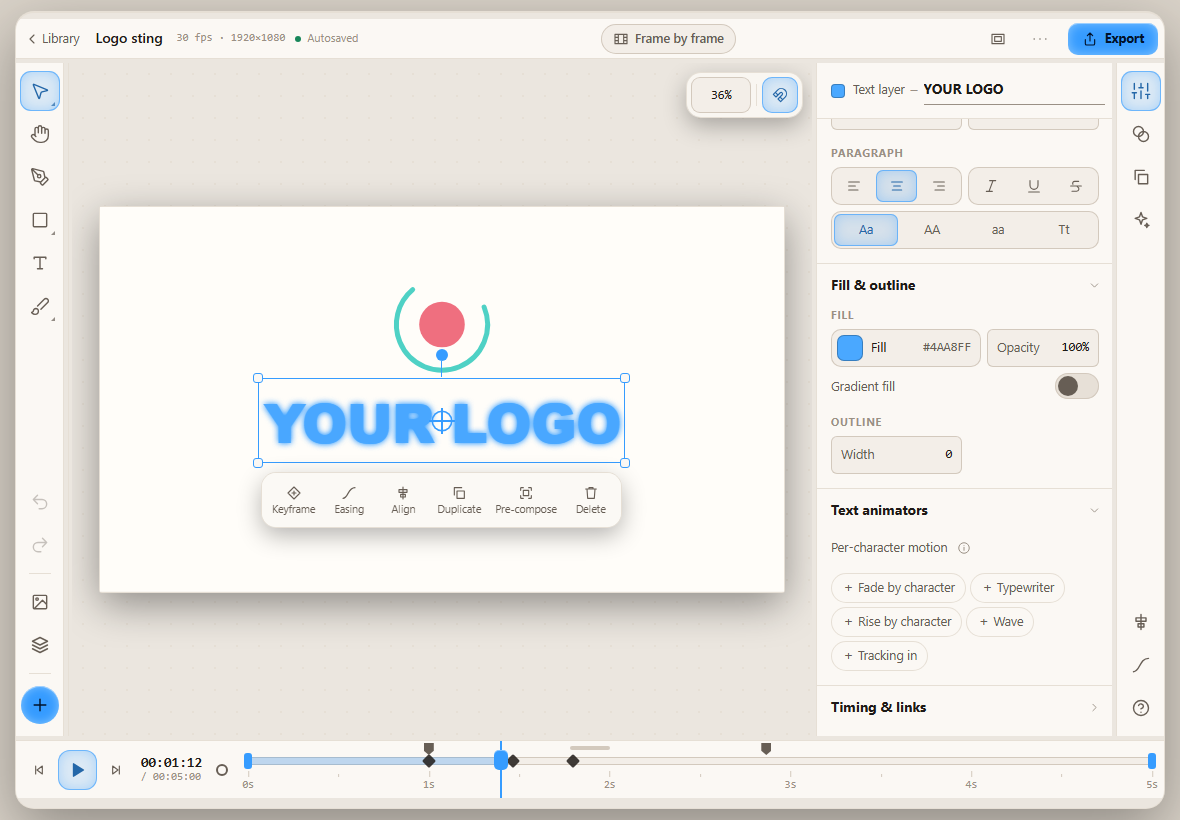 Library Logo sting 30 fps · 1920×1080 Autosaved Frame by frame ··· Export
36%
Text layer – YOUR LOGO
PARAGRAPH
Aa AA aa Tt
Fill & outline
FILL
Fill #4AA8FF Opacity 100%
Gradient fill
OUTLINE
Width 0
YOUR LOGO
Keyframe Easing Align Duplicate Pre-compose Delete
Text animators
Per-character motion
+ Fade by character + Typewriter
+ Rise by character + Wave
+ Tracking in
Timing & links
00:01:12
/ 00:05:00
0s 1s 2s 3s 4s 5s